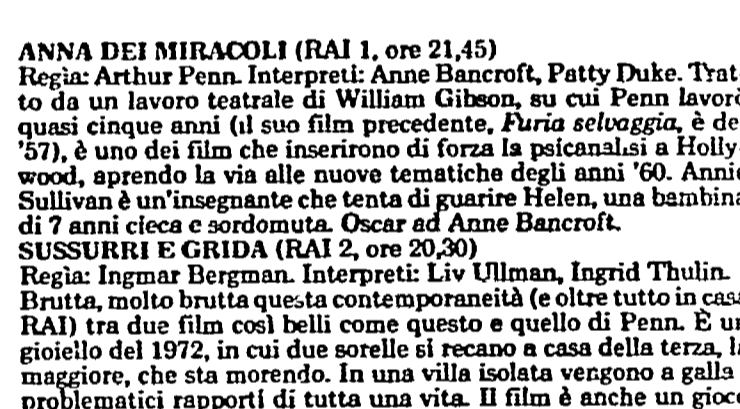 ANNA DEI MIRACOLI (RAI 1, ore 21,45)
Regia: Arthur Penn. Interpreti: Anne Bancroft, Patty Duke. Trat-
to da un lavoro teatrale di William Gibson, su cui Penn lavorò
quasi cinque anni (il suo film precedente, Furia selvaggia, è de
'57), è uno dei film che inserirono di forza la psicanalisi a Holly-
wood, aprendo la via alle nuove tematiche degli anni '60. Annie
Sullivan è un'insegnante che tenta di guarire Helen, una bambina
di 7 anni cieca e sordomuta. Oscar ad Anne Bancroft.
SUSSURRI E GRIDA (RAI 2, ore 20,30)
Regia: Ingmar Bergman. Interpreti: Liv Ullman, Ingrid Thulin.
Brutta, molto brutta questa contemporaneità (e oltre tutto in casa
RAI) tra due film così belli come questo e quello di Penn. È un
gioiello del 1972, in cui due sorelle si recano a casa della terza, la
maggiore, che sta morendo. In una villa isolata vengono a galla
problematici rapporti di tutta una vita. Il film è anche un gioco